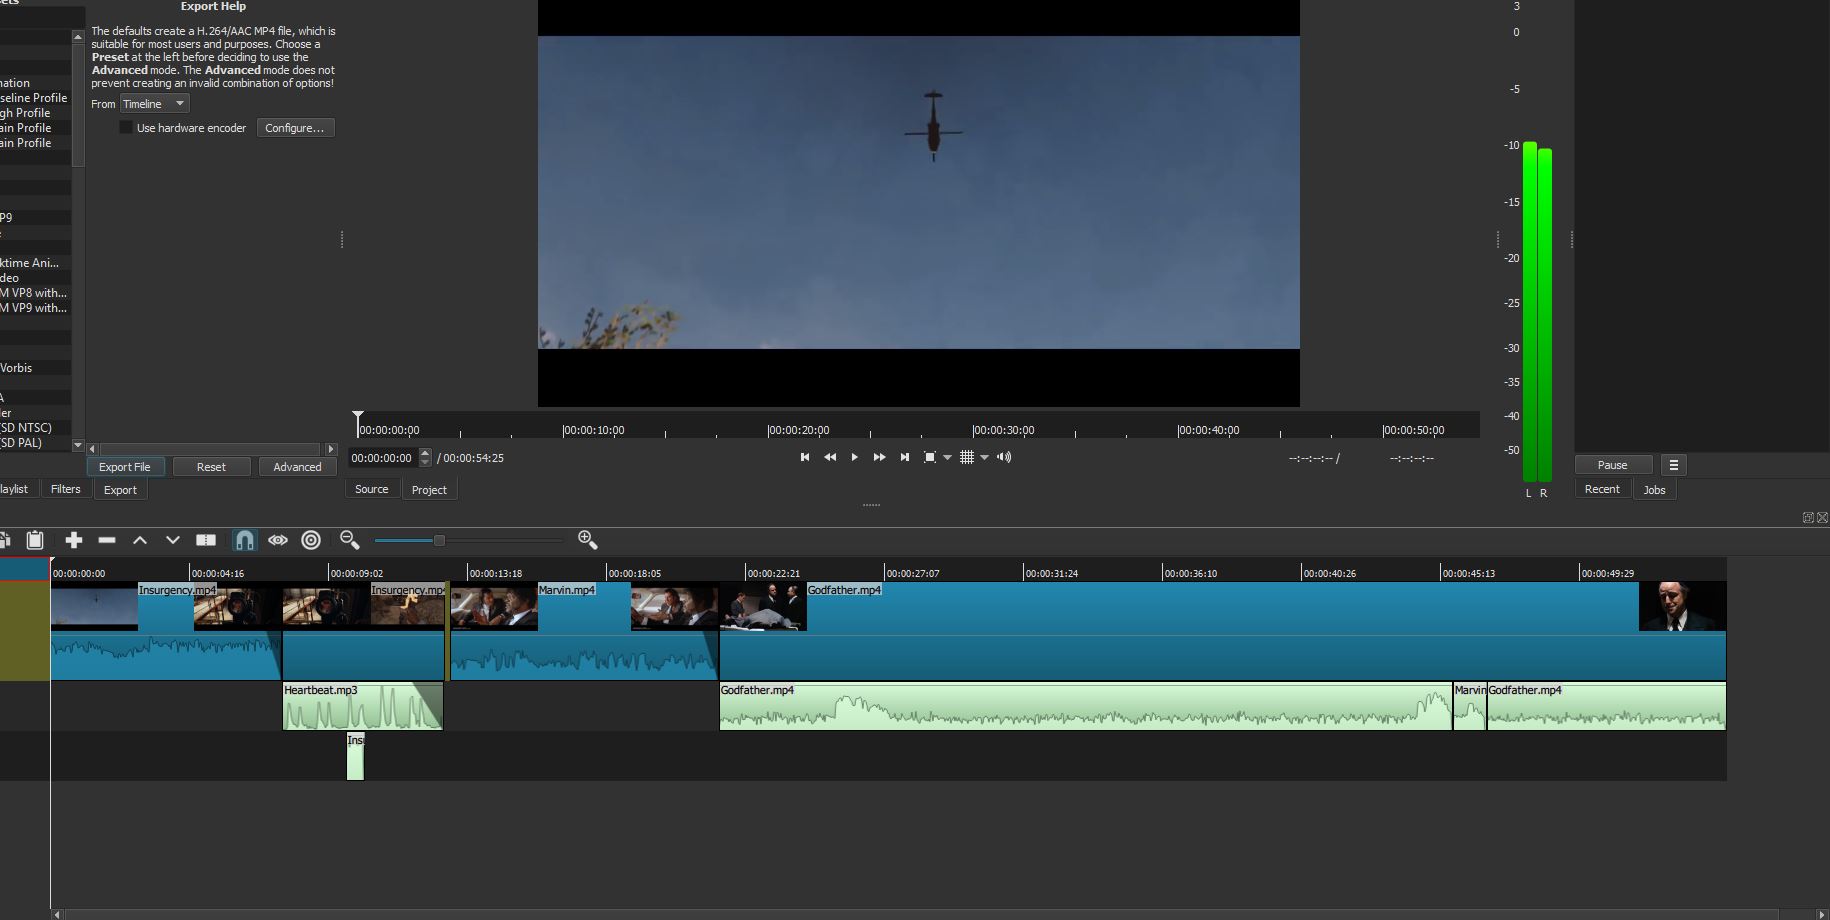 Export Help
The defaults create a H.264/AAC MP4 file, which is
suitable for most users and purposes. Choose a
Preset at the left before deciding to use the
Advanced mode. The Advanced mode does not
prevent creating an invalid combination of options!
From Timeline
Use hardware encoder Configure...
nation
seline Profile
gh Profile
ain Profile
ain Profile
P9
ktime Ani...
deo
M VP8 with...
M VP9 with...
Vorbis
A
ler
(SD NTSC)
(SD PAL)
Export File Reset Advanced
laylist Filters Export
3
0
-5
-10
-15
-20
-25
-30
-35
-40
-50
L R
00:00:00:00 00:00:10:00 00:00:20:00 00:00:30:00 00:00:40:00 00:00:50:00
00:00:00:00 / 00:00:54:25 --:--:--:-- / --:--:--:--
Source Project
Pause
Recent Jobs
00:00:00:00 00:00:04:16 00:00:09:02 00:00:13:18 00:00:18:05 00:00:22:21 00:00:27:07 00:00:31:24 00:00:36:10 00:00:40:26 00:00:45:13 00:00:49:29
Insurgency.mp4 Insurgency.mp4 Marvin.mp4 Godfather.mp4
Heartbeat.mp3 Godfather.mp4 Marvin Godfather.mp4
Ins